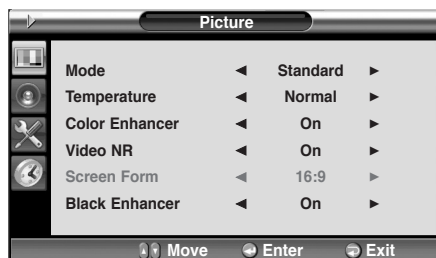 Picture
Mode ◄ Standard ►
Temperature ◄ Normal ►
Color Enhancer ◄ On ►
Video NR ◄ On ►
Screen Form ◄ 16:9 ►
Black Enhancer ◄ On ►
Move Enter Exit